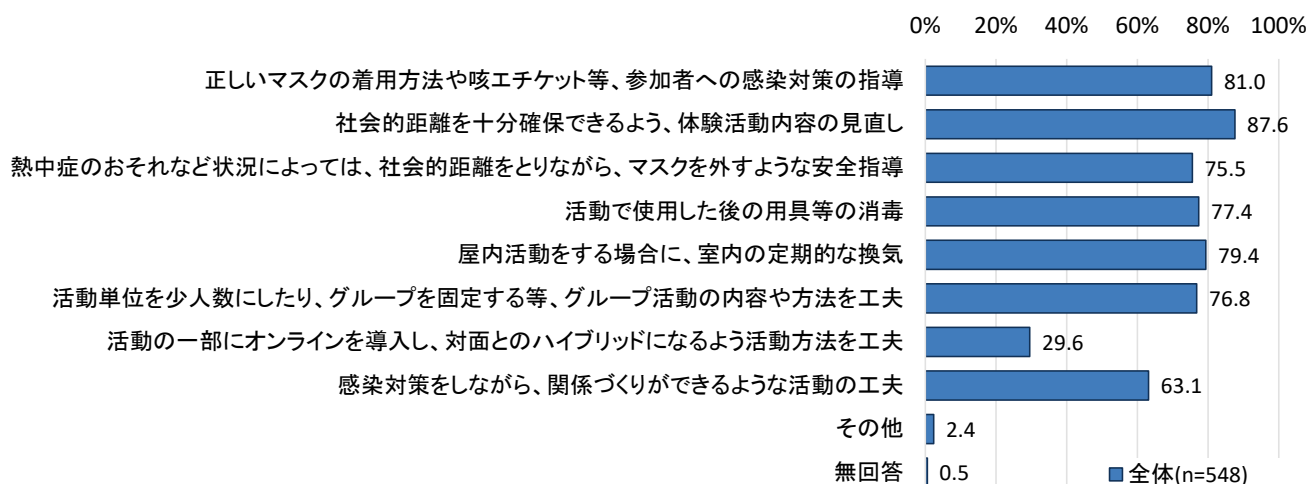 0% 20% 40% 60% 80% 100%
正しいマスクの着用方法や咳エチケット等、参加者への感染対策の指導 81.0
社会的距離を十分確保できるよう、体験活動内容の見直し 87.6
熱中症のおそれなど状況によっては、社会的距離をとりながら、マスクを外すような安全指導 75.5
活動で使用した後の用具等の消毒 77.4
屋内活動をする場合に、室内の定期的な換気 79.4
活動単位を少人数にしたり、グループを固定する等、グループ活動の内容や方法を工夫 76.8
活動の一部にオンラインを導入し、対面とのハイブリッドになるよう活動方法を工夫 29.6
感染対策をしながら、関係づくりができるような活動の工夫 63.1
その他 2.4
無回答 0.5 全体(n=548)